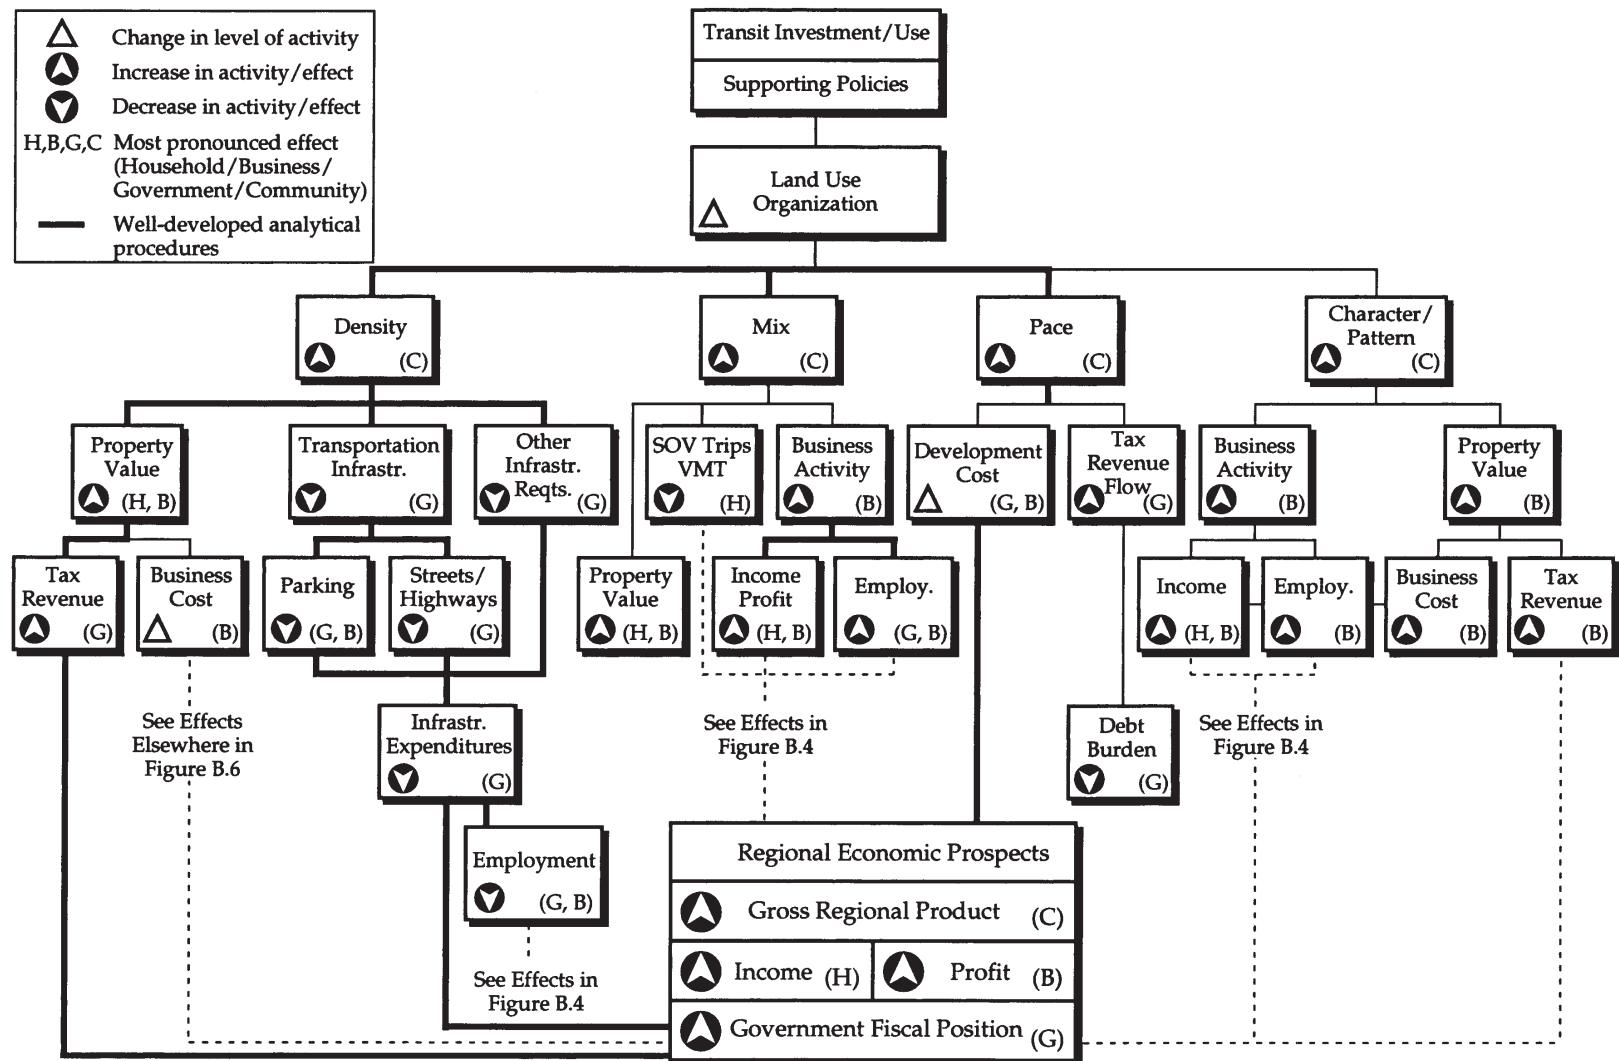 Change in level of activity
Increase in activity/effect
Decrease in activity/effect
H,B,G,C Most pronounced effect
(Household/Business/
Government/Community)
Well-developed analytical
procedures
Transit Investment/Use
Supporting Policies
Land Use
Organization
Density
(C)
Mix
(C)
Pace
(C)
Character/
Pattern
(C)
Property
Value
(H, B)
Transportation
Infrastr.
(G)
Other
Infrastr.
Reqts.
(G)
SOV Trips
VMT
(H)
Business
Activity
(B)
Development
Cost
(G, B)
Tax
Revenue
Flow
(G)
Business
Activity
(B)
Property
Value
(B)
Tax
Revenue
(G)
Business
Cost
(B)
Parking
(G, B)
Streets/
Highways
(G)
Property
Value
(H, B)
Income
Profit
(H, B)
Employ.
(G, B)
Income
(H, B)
Employ.
(B)
Business
Cost
(B)
Tax
Revenue
(B)
See Effects
Elsewhere in
Figure B.6
Infrastr.
Expenditures
(G)
See Effects in
Figure B.4
Debt
Burden
(G)
See Effects in
Figure B.4
Employment
(G, B)
See Effects in
Figure B.4
Regional Economic Prospects
Gross Regional Product (C)
Income (H)
Profit (B)
Government Fiscal Position (G)